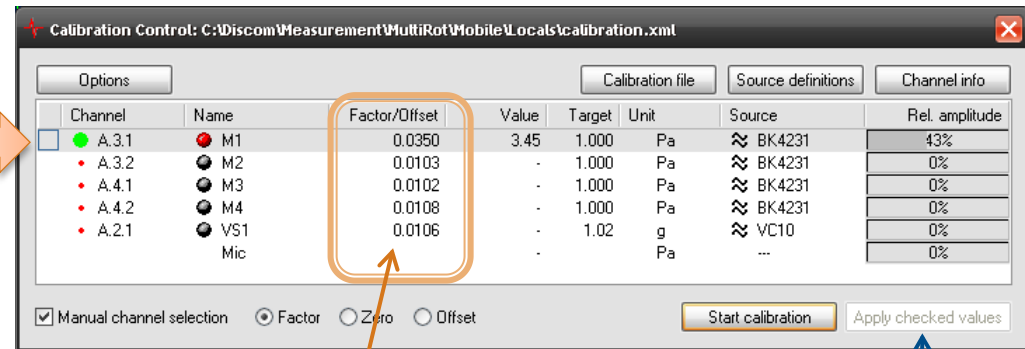 Calibration Control: C:\Discom\Measurement\MultiRot\Mobile\Locals\calibration.xml
Options Calibration file Source definitions Channel info
Channel Name Factor/Offset Value Target Unit Source Rel. amplitude
A.3.1 M1 0.0350 3.45 1.000 Pa BK4231 43%
A.3.2 M2 0.0103 - 1.000 Pa BK4231 0%
A.4.1 M3 0.0102 - 1.000 Pa BK4231 0%
A.4.2 M4 0.0108 - 1.000 Pa BK4231 0%
A.2.1 VS1 0.0106 - 1.02 g VC10 0%
Mic - Pa --- 0%
Manual channel selection Factor Zero Offset Start calibration Apply checked values